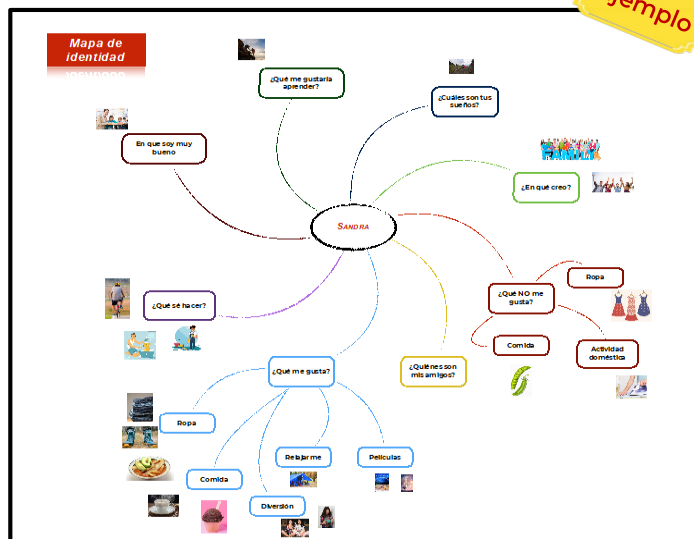 jemplo
Mapa de
identidad
¿Qué me gustaría
aprender?
¿Cuáles son tus
sueños?
En que soy muy
bueno
FAMILY
¿En qué creo?
SANDRA
¿Qué NO me
gusta?
Ropa
¿Qué sé hacer?
Comida
Actividad
doméstica
¿Qué me gusta?
¿Quiénes son
mis amigos?
Ropa
Relajarme
Películas
Comida
Diversión